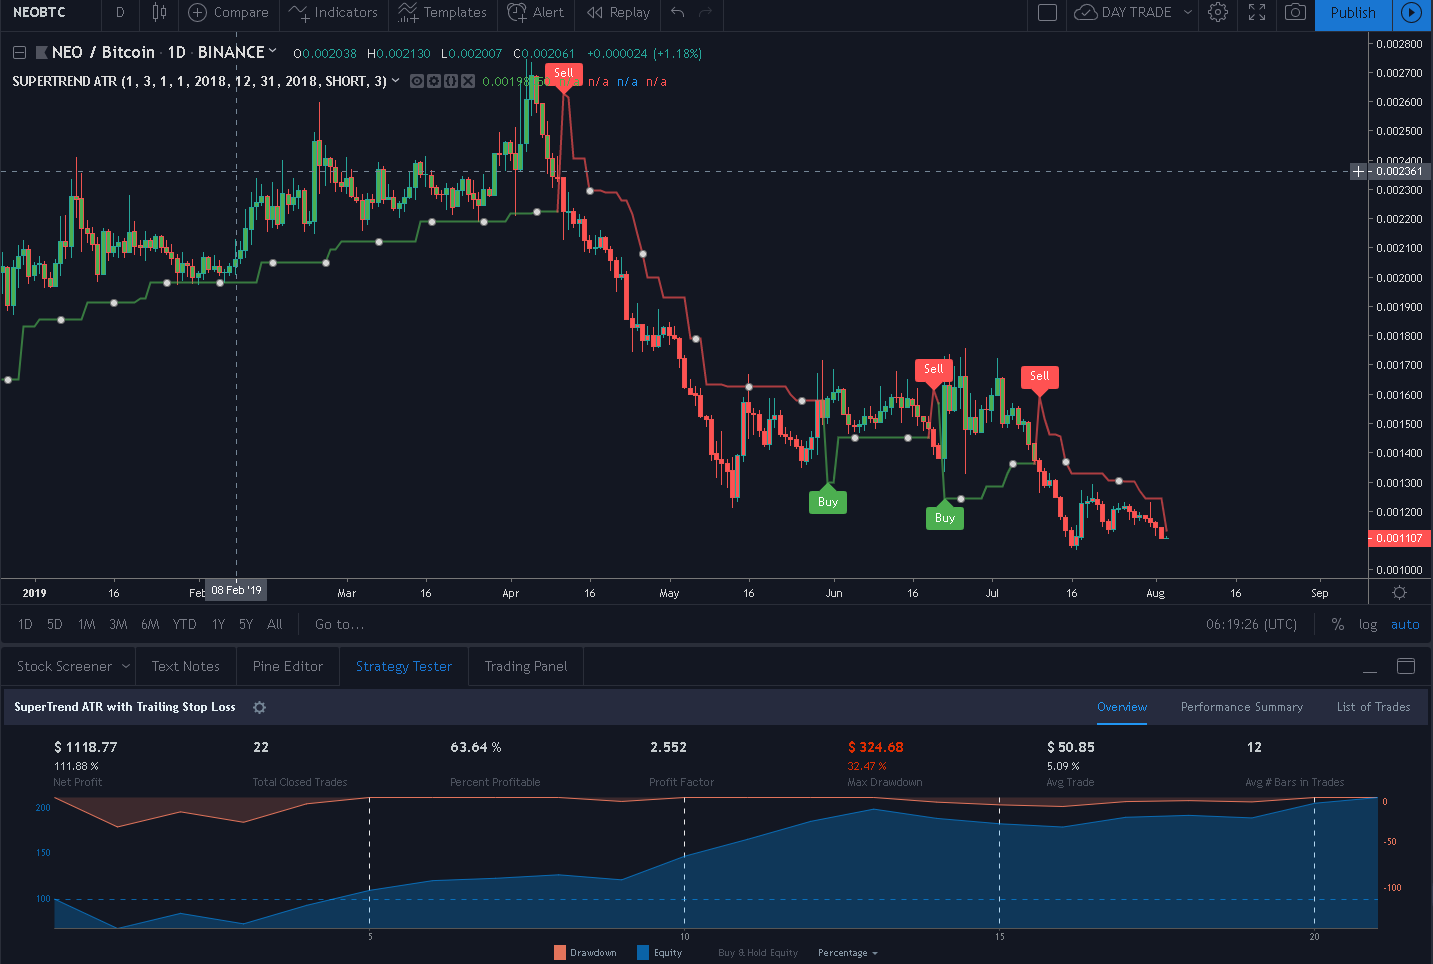 NEOBTC D Compare Indicators Templates Alert Replay DAY TRADE Publish
NEO / Bitcoin · 1D · BINANCE O0.002038 H0.002130 L0.002007 C0.002061 +0.000024 (+1.18%)
SUPERTREND ATR (1, 3, 1, 1, 2018, 12, 31, 2018, SHORT, 3) n/a n/a n/a
Sell
Sell
Sell
Buy
Buy
0.002800
0.002700
0.002600
0.002500
0.002400
0.002361
0.002300
0.002200
0.002100
0.002000
0.001900
0.001800
0.001700
0.001600
0.001500
0.001400
0.001300
0.001200
0.001107
0.001000
2019 16 Feb 08 Feb '19 Mar 16 Apr 16 May 16 Jun 16 Jul 16 Aug 16 Sep
1D 5D 1M 3M 6M YTD 1Y 5Y All Go to... 06:19:26 (UTC) % log auto
Stock Screener Text Notes Pine Editor Strategy Tester Trading Panel
SuperTrend ATR with Trailing Stop Loss Overview Performance Summary List of Trades
$ 1118.77 22 63.64 % 2.552 $ 324.68 $ 50.85 12
111.88 % 32.47 % 5.09 %
Net Profit Total Closed Trades Percent Profitable Profit Factor Max Drawdown Avg Trade Avg # Bars in Trades
200
150
100
0
-50
-100
5 10 15 20
Drawdown Equity Buy & Hold Equity Percentage